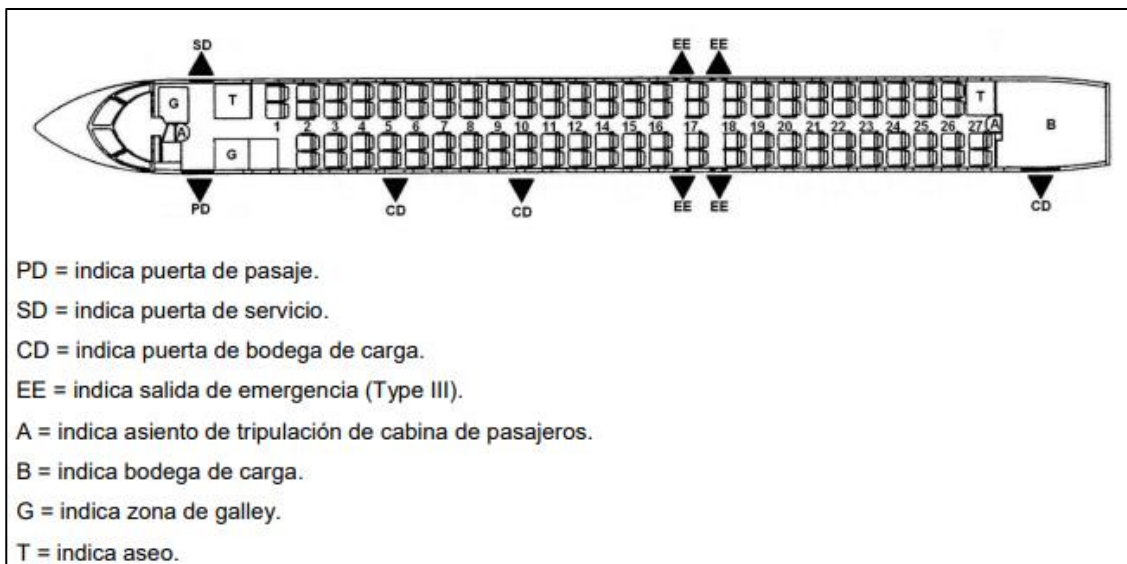 SD EE EE
G T T
1 2 3 4 5 6 7 8 9 10 11 12 14 15 16 17 18 19 20 21 22 23 24 25 26 27 A B
A
G
PD CD CD EE EE CD
PD = indica puerta de pasaje.
SD = indica puerta de servicio.
CD = indica puerta de bodega de carga.
EE = indica salida de emergencia (Type III).
A = indica asiento de tripulación de cabina de pasajeros.
B = indica bodega de carga.
G = indica zona de galley.
T = indica aseo.